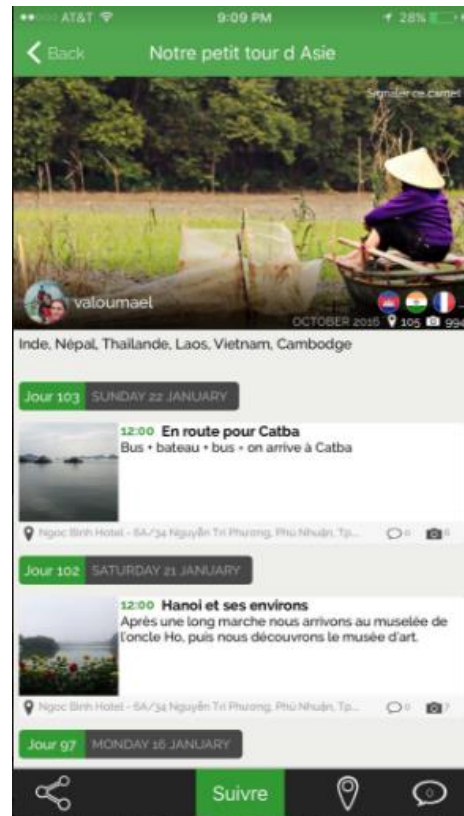 AT&T 9:09 PM 28%
Back Notre petit tour d Asie
Signaler ce carnet
valoumael
OCTOBER 2016 105 994
Inde, Népal, Thaïlande, Laos, Vietnam, Cambodge
Jour 103 SUNDAY 22 JANUARY
12:00 En route pour Catba
Bus + bateau + bus = on arrive à Catba
Ngoc Binh Hotel - 6A/34 Nguyễn Tri Phương, Phú Nhuận, Tp... 0 6
Jour 102 SATURDAY 21 JANUARY
12:00 Hanoi et ses environs
Après une long marche nous arrivons au muselée de
l'oncle Ho, puis nous découvrons le musée d'art.
Ngoc Binh Hotel - 6A/34 Nguyễn Tri Phương, Phú Nhuận, Tp... 0 7
Jour 97 MONDAY 16 JANUARY
Suivre 0